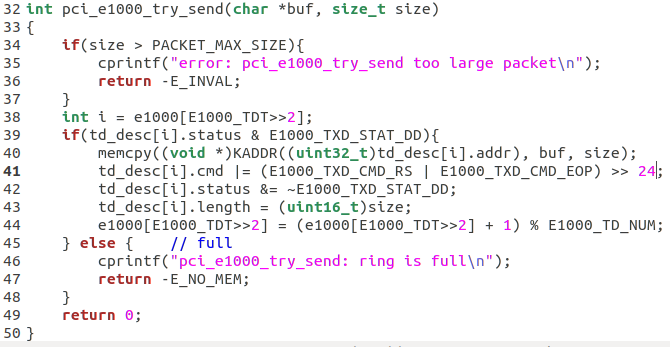 32 int pci_e1000_try_send(char *buf, size_t size)
33 {
34     if(size > PACKET_MAX_SIZE){
35         cprintf("error: pci_e1000_try_send too large packet\n");
36         return -E_INVAL;
37     }
38     int i = e1000[E1000_TDT>>2];
39     if(td_desc[i].status & E1000_TXD_STAT_DD){
40         memcpy((void *)KADDR((uint32_t)td_desc[i].addr), buf, size);
41         td_desc[i].cmd |= (E1000_TXD_CMD_RS | E1000_TXD_CMD_EOP) >> 24;
42         td_desc[i].status &= ~E1000_TXD_STAT_DD;
43         td_desc[i].length = (uint16_t)size;
44         e1000[E1000_TDT>>2] = (e1000[E1000_TDT>>2] + 1) % E1000_TD_NUM;
45     } else {    // full
46         cprintf("pci_e1000_try_send: ring is full\n");
47         return -E_NO_MEM;
48     }
49     return 0;
50 }